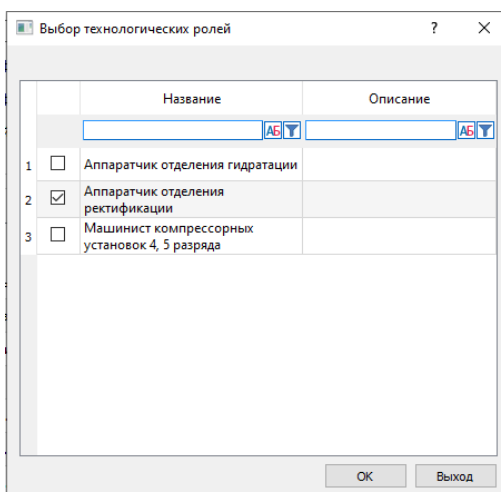 Выбор технологических ролей
?
Название Описание
АБ АБ
1 Аппаратчик отделения гидратации
2 Аппаратчик отделения
ректификации
3 Машинист компрессорных
установок 4, 5 разряда
ОК Выход